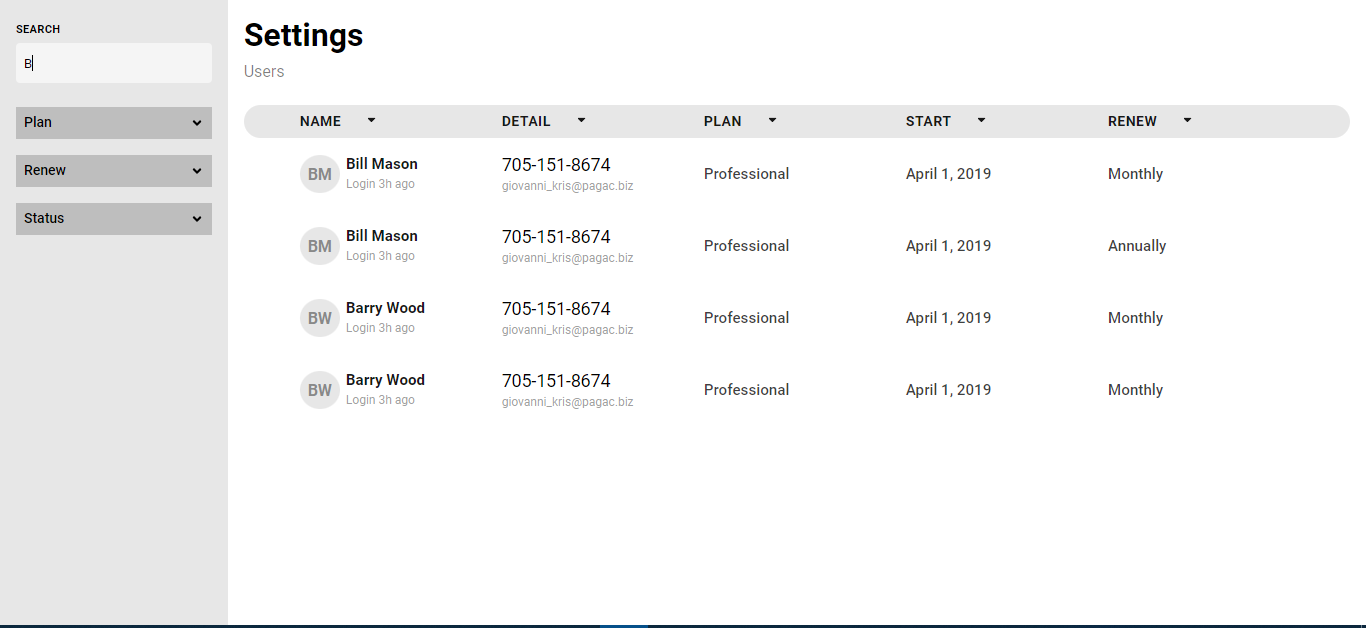 SEARCH
B
Plan
Renew
Status
Settings
Users
NAME DETAIL PLAN START RENEW
BM Bill Mason 705-151-8674 Professional April 1, 2019 Monthly
Login 3h ago giovanni_kris@pagac.biz
BM Bill Mason 705-151-8674 Professional April 1, 2019 Annually
Login 3h ago giovanni_kris@pagac.biz
BW Barry Wood 705-151-8674 Professional April 1, 2019 Monthly
Login 3h ago giovanni_kris@pagac.biz
BW Barry Wood 705-151-8674 Professional April 1, 2019 Monthly
Login 3h ago giovanni_kris@pagac.biz